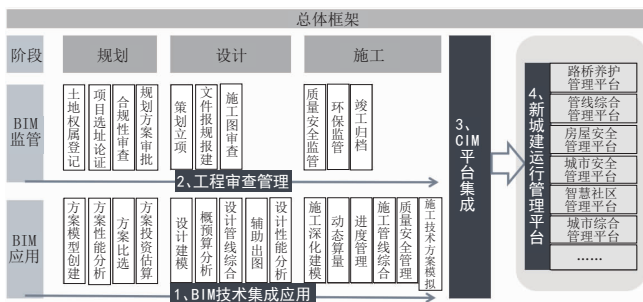 总体框架
阶段
规划
设计
施工
BIM
监管
土地权属登记
项目选址论证
合规性审查
规划方案审批
策划立项
文件报规报建
施工图审查
质量安全监管
环保监管
竣工归档
2、工程审查管理
BIM
应用
方案模型创建
方案性能分析
方案比选
方案投资估算
设计建模
概预算分析
设计管线综合
辅助出图
设计性能分析
施工深化建模
动态算量
进度管理
施工管线综合
质量安全管理
施工技术方案模拟
1、BIM技术集成应用
3、CIM平台集成
4、新城建运行管理平台
路桥养护
管理平台
管线综合
管理平台
房屋安全
管理平台
城市安全
管理平台
智慧社区
管理平台
城市综合
管理平台
……